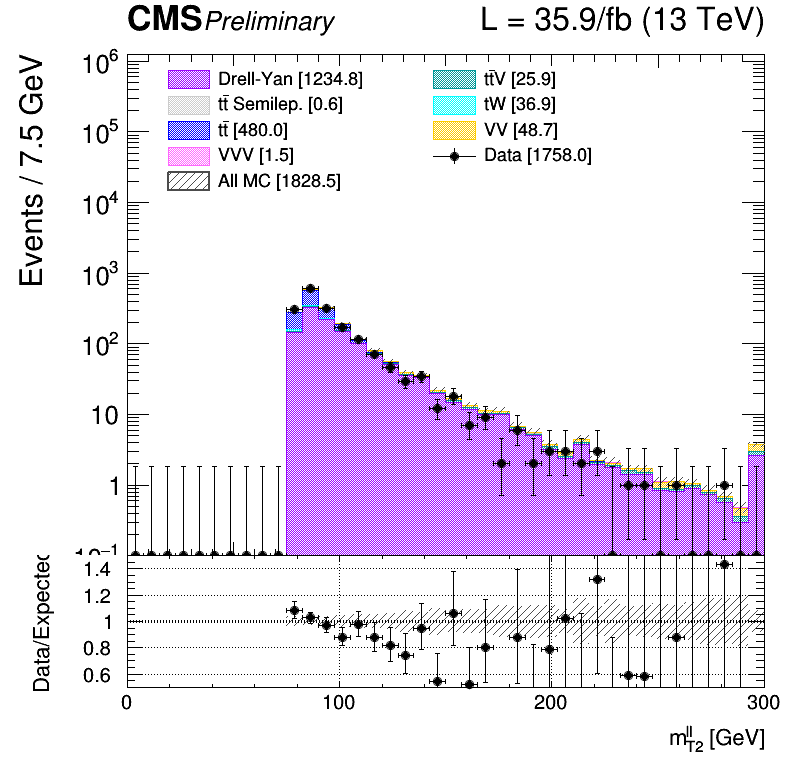 CMS Preliminary L = 35.9/fb (13 TeV)
Events / 7.5 GeV
10⁶
10⁵
10⁴
10³
10²
10
1
10⁻¹
Drell-Yan [1234.8]
tt̄ Semilep. [0.6]
tt̄ [480.0]
VVV [1.5]
All MC [1828.5]
tt̄V [25.9]
tW [36.9]
VV [48.7]
Data [1758.0]
Data/Expected
1.4
1.2
1
0.8
0.6
0 100 200 300
m_{T2}^{ll} [GeV]